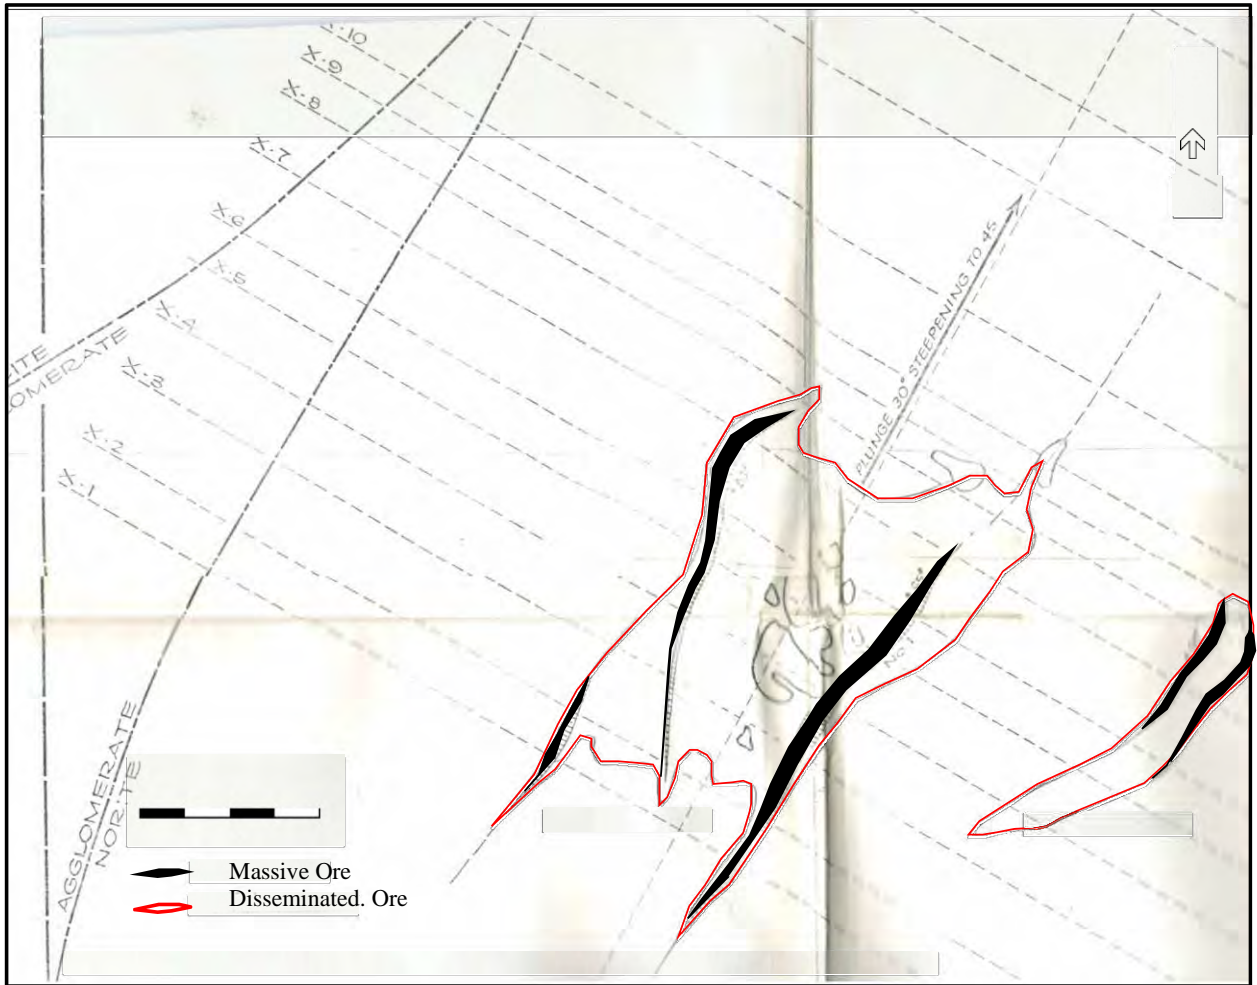 X·10
X·9
X·8
X·7
X·6
X·5
X·4
X·3
X·2
X·1
ITE
OMERATE
PLUNGE 30° STEEPENING TO 45
AGGLOMERATE
NORITE
Massive Ore
Disseminated. Ore